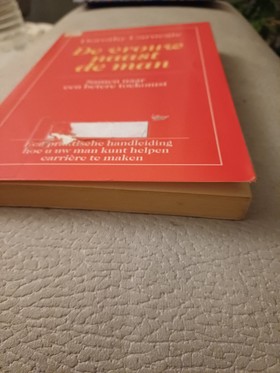 Dorothy Carnegie
De vrouw
naast
de man
Samen naar
een betere toekomst
Een praktische handleiding
hoe u uw man kunt helpen
carrière te maken